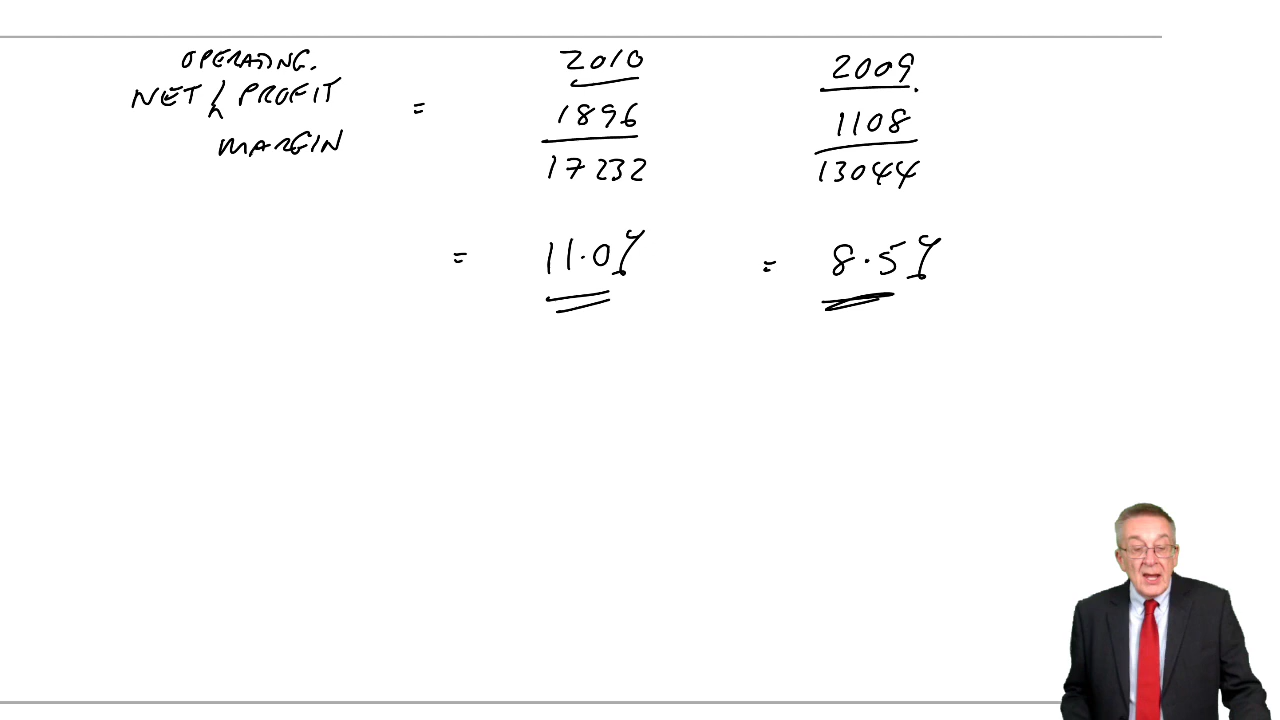 OPERATING.
NET PROFIT
MARGIN
= 2010 2009.
1896 1108
17232 13044
= 11.0% = 8.5%